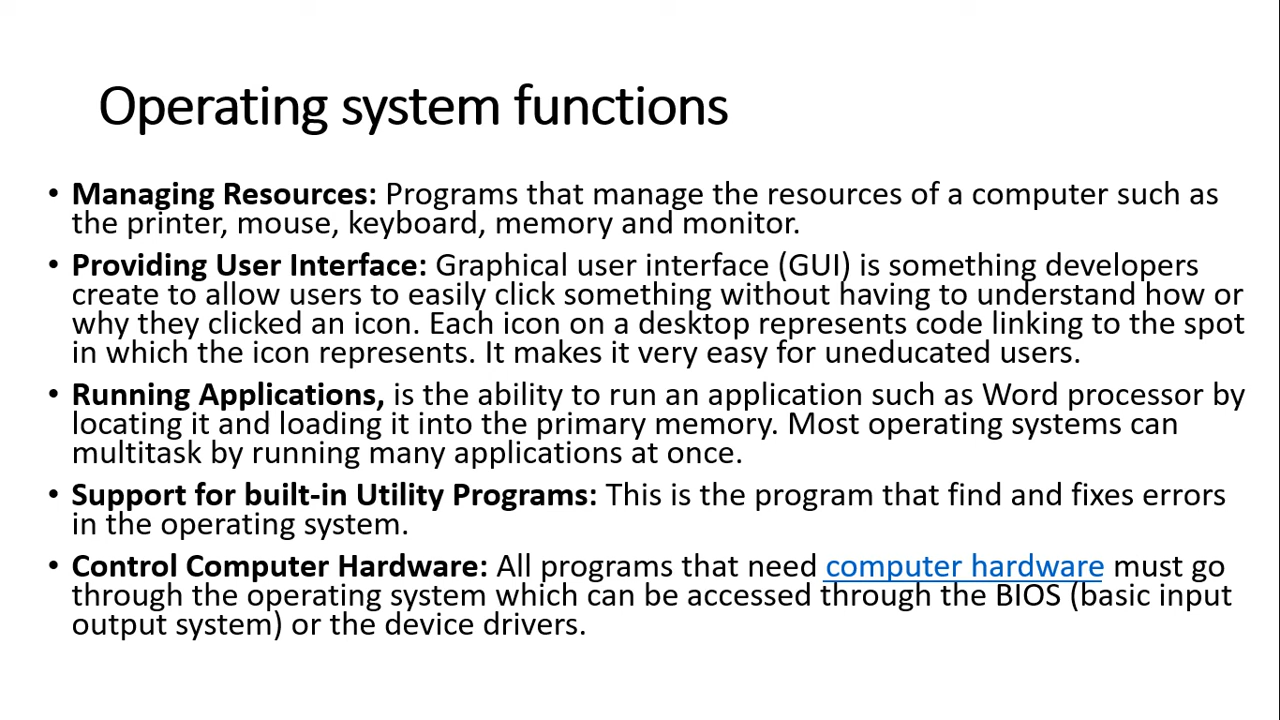 Operating system functions
• Managing Resources: Programs that manage the resources of a computer such as
the printer, mouse, keyboard, memory and monitor.
• Providing User Interface: Graphical user interface (GUI) is something developers
create to allow users to easily click something without having to understand how or
why they clicked an icon. Each icon on a desktop represents code linking to the spot
in which the icon represents. It makes it very easy for uneducated users.
• Running Applications, is the ability to run an application such as Word processor by
locating it and loading it into the primary memory. Most operating systems can
multitask by running many applications at once.
• Support for built-in Utility Programs: This is the program that find and fixes errors
in the operating system.
• Control Computer Hardware: All programs that need computer hardware must go
through the operating system which can be accessed through the BIOS (basic input
output system) or the device drivers.